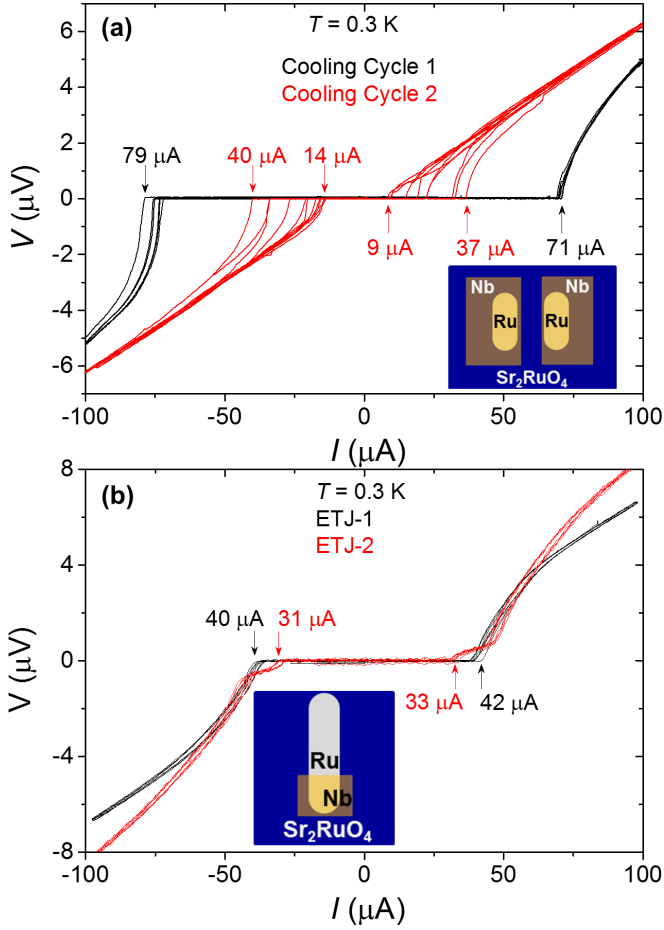 (a)
T = 0.3 K
Cooling Cycle 1
Cooling Cycle 2
79 μA
40 μA
14 μA
9 μA
37 μA
71 μA
Nb
Nb
Ru
Ru
Sr₂RuO₄
6
4
2
0
-2
-4
-6
V (μV)
-100
-50
0
50
100
I (μA)
(b)
T = 0.3 K
ETJ-1
ETJ-2
40 μA
31 μA
33 μA
42 μA
Ru
Nb
Sr₂RuO₄
8
4
0
-4
-8
V (μV)
-100
-50
0
50
100
I (μA)